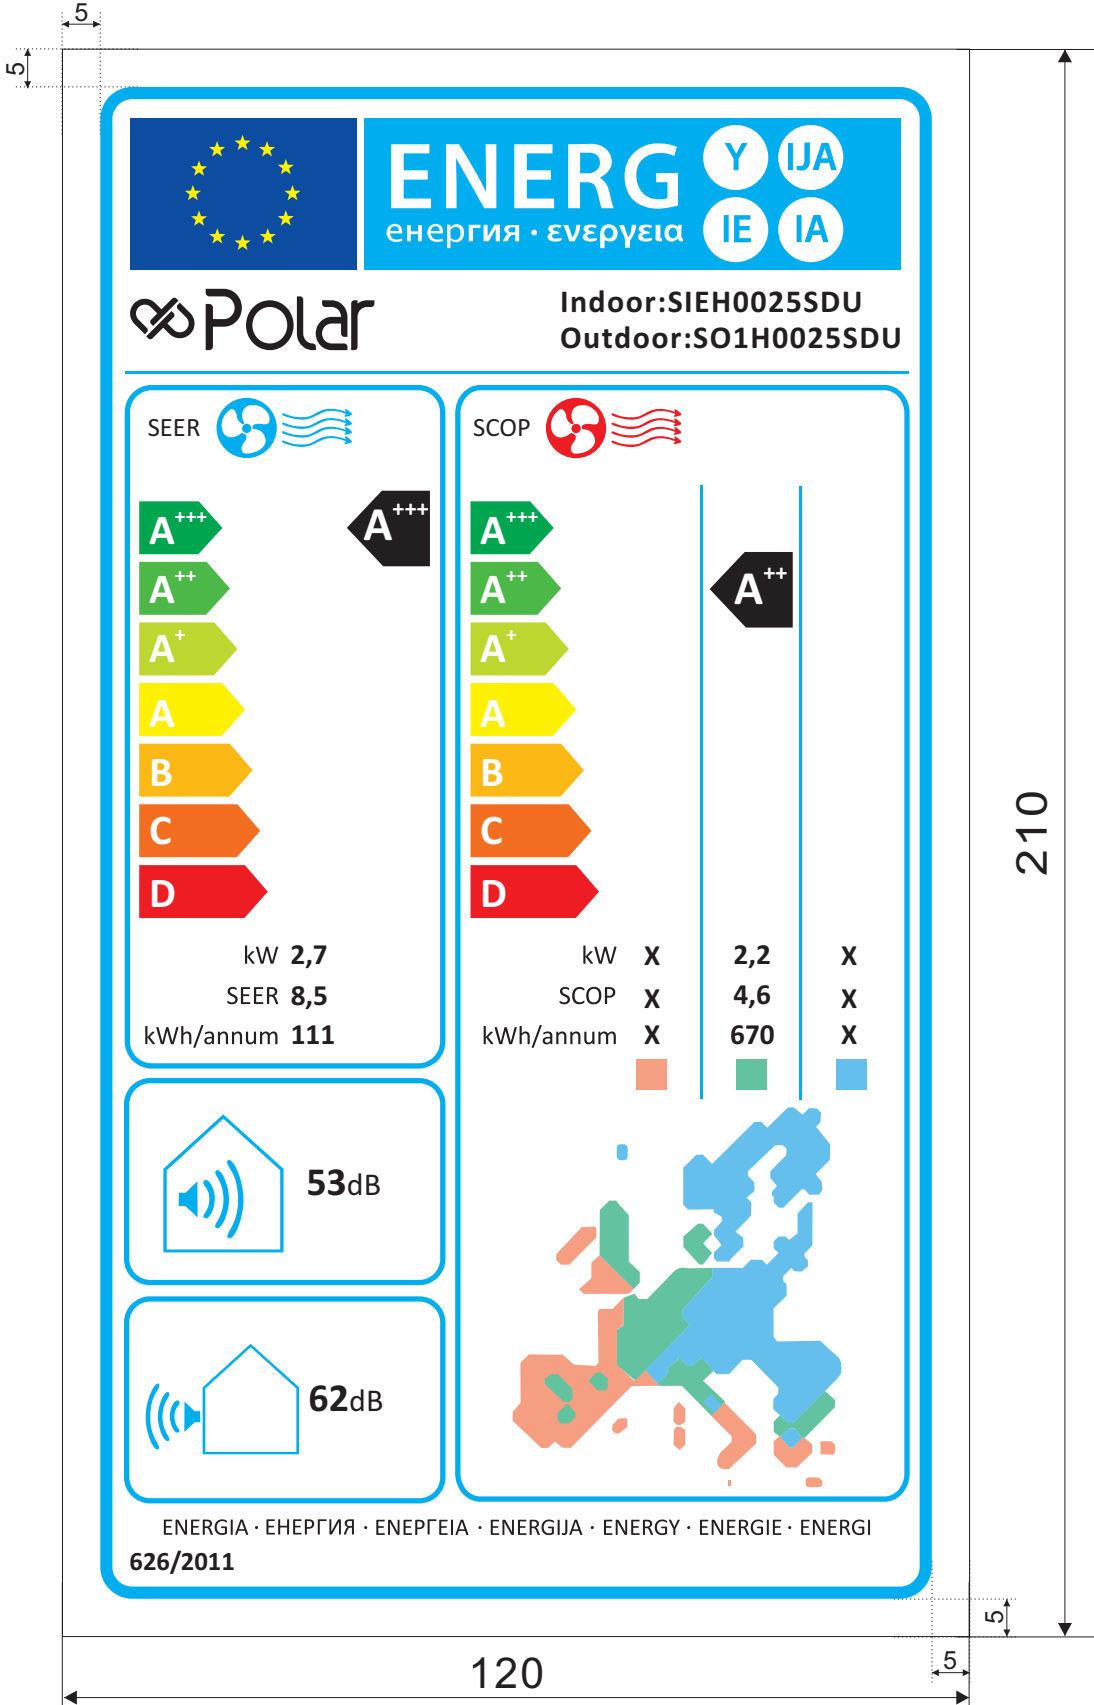 5
5
ENERG Y IJA
енергия · ενεργεια IE IA
Polar
Indoor:SIEH0025SDU
Outdoor:SO1H0025SDU
SEER
A+++
A+++
A++
A+
A
B
C
D
kW 2,7
SEER 8,5
kWh/annum 111
SCOP
A+++
A++
A++
A+
A
B
C
D
kW X 2,2 X
SCOP X 4,6 X
kWh/annum X 670 X
53dB
62dB
ENERGIA · ЕНЕРГИЯ · ΕΝΕΡΓΕΙΑ · ENERGIJA · ENERGY · ENERGIE · ENERGI
626/2011
210
5
5
120